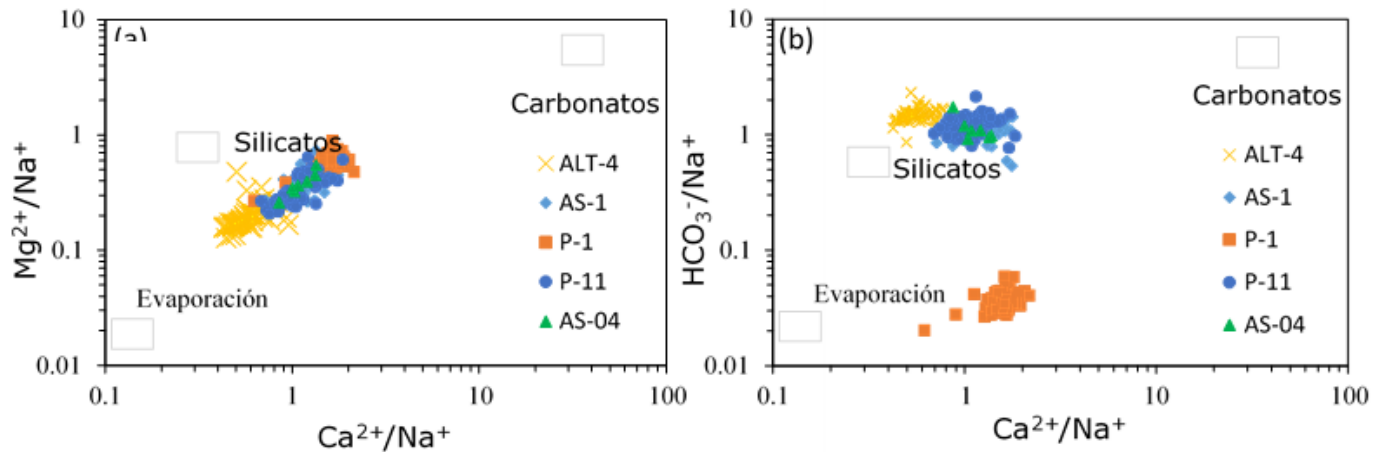 (a)
10
1
0.1
0.01
Mg²⁺/Na⁺
Silicatos
Carbonatos
Evaporación
ALT-4
AS-1
P-1
P-11
AS-04
0.1 1 10 100
Ca²⁺/Na⁺
(b)
10
1
0.1
0.01
HCO₃⁻/Na⁺
Carbonatos
Silicatos
Evaporación
ALT-4
AS-1
P-1
P-11
AS-04
0.1 1 10 100
Ca²⁺/Na⁺